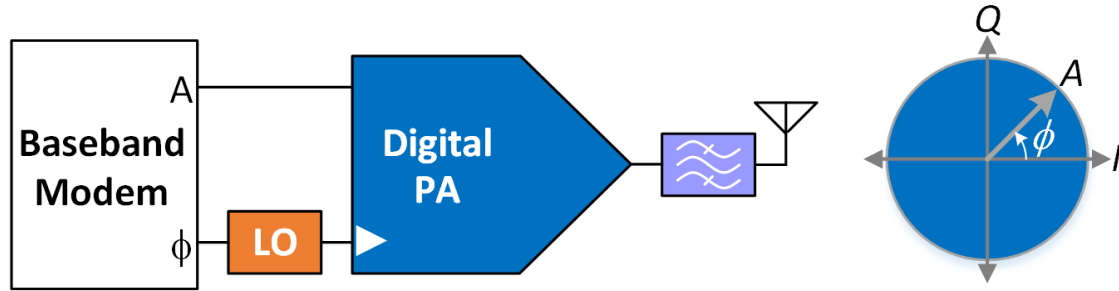 A
Baseband
Modem
ϕ
LO
Digital
PA
Q
A
ϕ
I